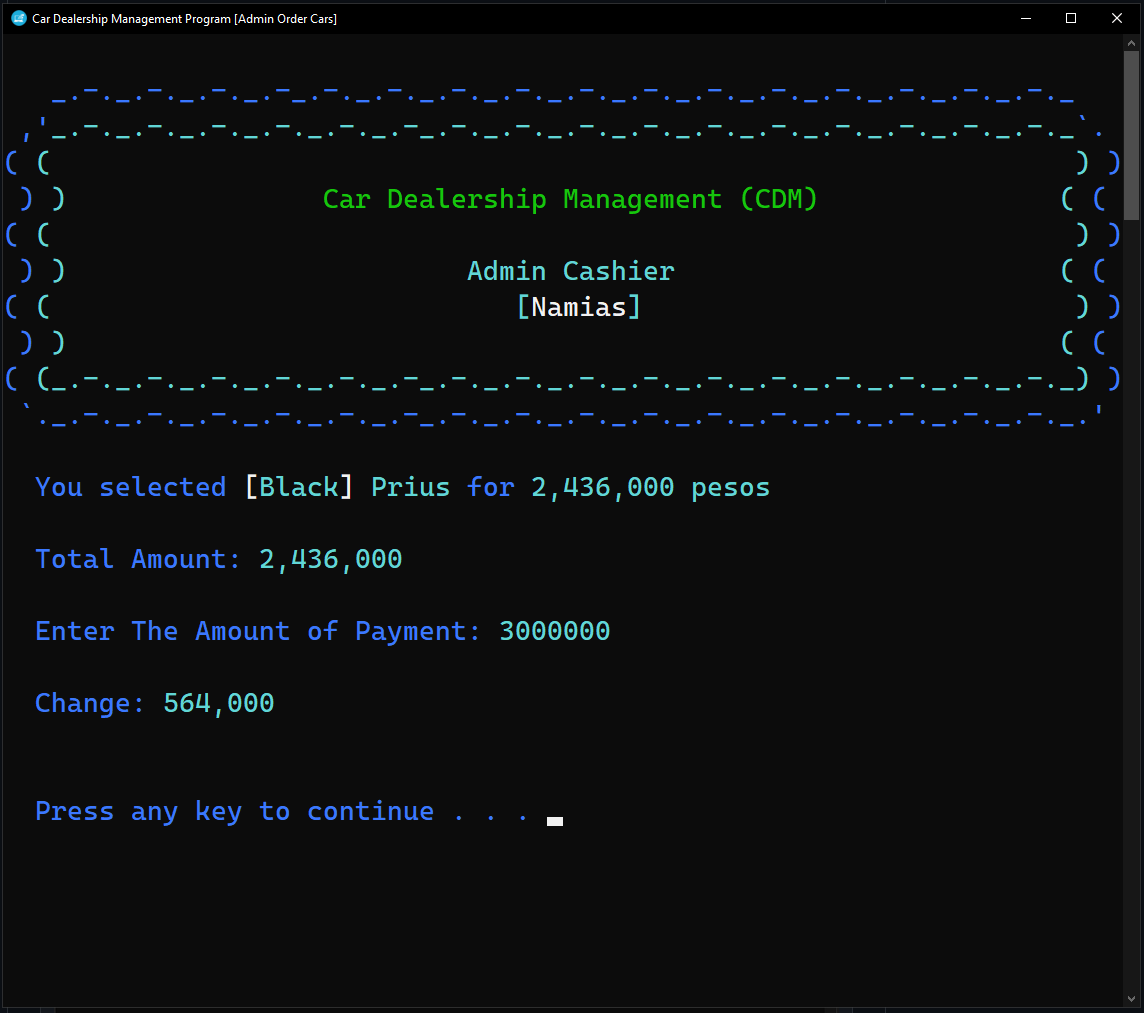 Car Dealership Management Program [Admin Order Cars]
Car Dealership Management (CDM)
Admin Cashier
[Namias]
You selected [Black] Prius for 2,436,000 pesos
Total Amount: 2,436,000
Enter The Amount of Payment: 3000000
Change: 564,000
Press any key to continue . . .